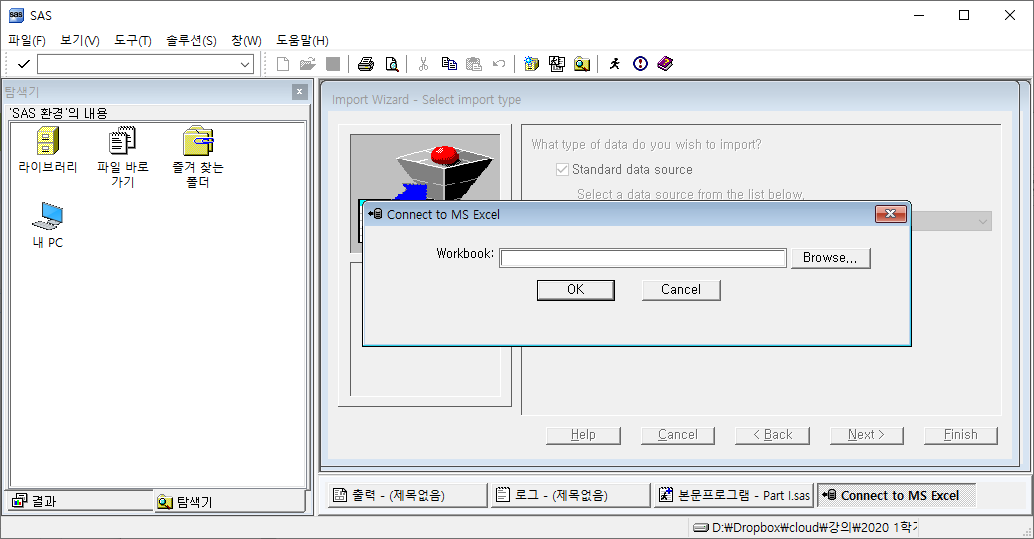 SAS
파일(F) 보기(V) 도구(T) 솔루션(S) 창(W) 도움말(H)
탐색기
'SAS 환경'의 내용
라이브러리
파일 바로
가기
즐겨 찾는
폴더
내 PC
Import Wizard - Select import type
What type of data do you wish to import?
Standard data source
Select a data source from the list below,
Connect to MS Excel
Workbook:
Browse...
OK
Cancel
Help
Cancel
< Back
Next >
Finish
결과
탐색기
출력 - (제목없음)
로그 - (제목없음)
본문프로그램 - Part I.sas
Connect to MS Excel
D:₩Dropbox₩cloud₩강의₩2020 1학